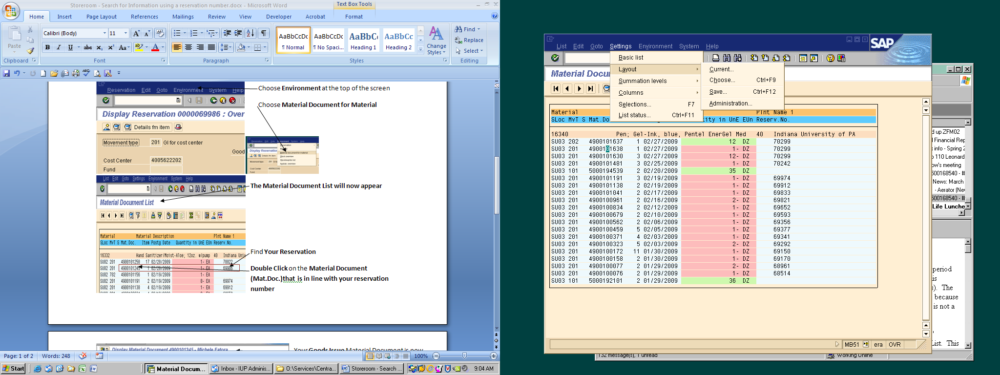 Storeroom - Search for Information using a reservation number.docx - Microsoft Word
Text Box Tools
Home Insert Page Layout References Mailings Review View Developer Acrobat Format
Paste
Calibri (Body) 11
B I U abc x₂ x² Aa
AaBbCcDc AaBbCcDc AaBbC AaBbCc
¶ Normal ¶ No Spaci... Heading 1 Heading 2
Change Styles
Find
Replace
Select
Clipboard Font Paragraph Styles Editing
Reservation Edit Goto Environment System Help
Choose Environment at the top of the screen
Choose Material Document for Material
Display Reservation 0000069986 : Over
Details fm item
Movement type 201 GI for cost center
Good
Cost Center 4005622202
Fund
List Edit Goto Settings Environment System Help
The Material Document List will now appear
Material Document List
Material Material Description Plnt Name 1
SLoc MvT S Mat.Doc. Item Postg Date Quantity in UnE EUn Reserv.No.
16332 Hand Sanitizer/Moist-Aloe; 12oz. w/pump 40 Indiana Univ
SU02 201 4900101250 17 02/20/2009 1- EA 70022
SU02 201 4900101245 1 02/20/2009 1- EA 69986
SU02 702 4900101156 1 02/19/2009 1- EA
SU02 201 4900101191 2 02/19/2009 8- EA 69974
SU02 201 4900101138 4 02/19/2009 1- EA 69912
Find Your Reservation
Double Click on the Material Document
(Mat.Doc.)that is in line with your reservation
number
Display Material Document 4900101245 - Michele Fatora
Your Goods Issue Material Document is now
Page: 1 of 2 Words: 248 100%
Start Material Docum... Inbox - IUP Adminis... O:\Services\Centra... Storeroom - Search ... 9:04 AM
SAP
List Edit Goto Settings Environment System Help
Basic list
Layout
Summation levels
Columns
Selections... F7
List status... Ctrl+F11
Current...
Choose... Ctrl+F9
Save... Ctrl+F12
Administration...
Material Docu
Material Plnt Name 1
SLoc MvT S Mat.Do tity in UnE EUn Reserv.No.
16340 Pen; Gel-Ink, blue, Pentel EnerGel Med 40 Indiana University of PA
SU03 202 4900101637 1 02/27/2009 12 DZ 70299
SU03 201 4900101638 1 02/27/2009 1- DZ 70299
SU03 201 4900101630 3 02/27/2009 12- DZ 70299
SU03 201 4900101481 3 02/25/2009 1- DZ 70242
SU03 101 5000194539 2 02/20/2009 35 DZ
SU03 201 4900101191 3 02/19/2009 1- DZ 69974
SU03 201 4900101138 2 02/19/2009 1- DZ 69912
SU03 201 4900101041 2 02/17/2009 1- DZ 69833
SU03 201 4900100961 2 02/16/2009 2- DZ 69821
SU03 201 4900100834 2 02/12/2009 1- DZ 69652
SU03 201 4900100679 2 02/10/2009 1- DZ 69593
SU03 201 4900100562 2 02/06/2009 1- DZ 69356
SU03 201 4900100459 5 02/05/2009 1- DZ 69377
SU03 201 4900100371 4 02/03/2009 1- DZ 69341
SU03 201 4900100323 5 02/03/2009 2- DZ 69292
SU03 201 4900100172 11 01/30/2009 1- DZ 69150
SU03 201 4900100158 2 01/30/2009 1- DZ 69170
SU03 201 4900100077 2 01/29/2009 2- DZ 68961
SU03 201 4900100076 2 01/29/2009 1- DZ 68514
SU03 101 5000192101 2 01/29/2009 36 DZ
MB51 era OVR
d up ZFM02
Financial Rep
info - Spring 2
110 Leonard
ow's meeting
500168540 - #
News: March
- Aerator (Nev
500168540 - #
Life Lunche
period
is
s). The
because
is not a
List. This
132 message(s), 1 unread Working Online